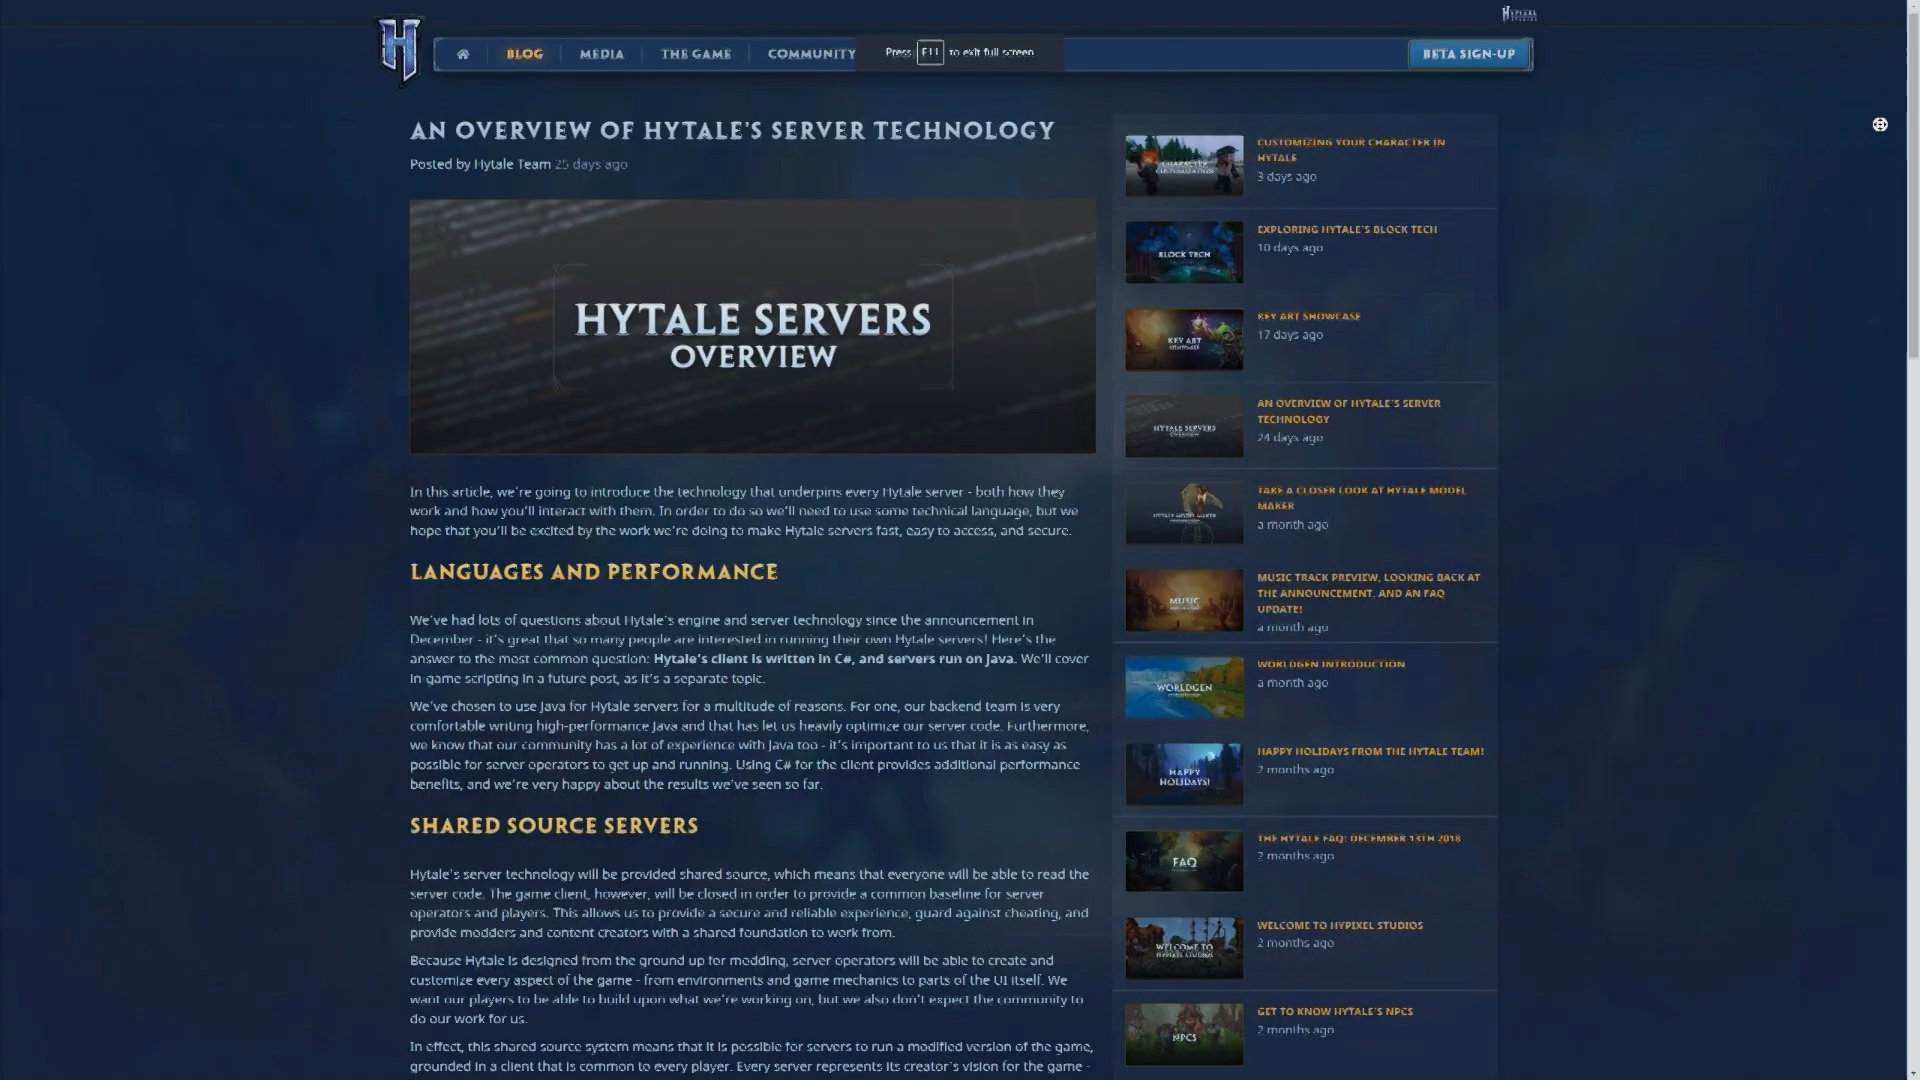 HYPIXEL
STUDIOS
BLOG
MEDIA
THE GAME
COMMUNITY
Press F11 to exit full screen
BETA SIGN-UP
AN OVERVIEW OF HYTALE'S SERVER TECHNOLOGY
Posted by Hytale Team 25 days ago
HYTALE SERVERS
OVERVIEW
In this article, we're going to introduce the technology that underpins every Hytale server - both how they
work and how you'll interact with them. In order to do so we'll need to use some technical language, but we
hope that you'll be excited by the work we're doing to make Hytale servers fast, easy to access, and secure.
LANGUAGES AND PERFORMANCE
We've had lots of questions about Hytale's engine and server technology since the announcement in
December - it's great that so many people are interested in running their own Hytale servers! Here's the
answer to the most common question: Hytale's client is written in C#, and servers run on Java. We'll cover
in-game scripting in a future post, as it's a separate topic.
We've chosen to use Java for Hytale servers for a multitude of reasons. For one, our backend team is very
comfortable writing high-performance Java and that has let us heavily optimize our server code. Furthermore,
we know that our community has a lot of experience with Java too - it's important to us that it is as easy as
possible for server operators to get up and running. Using C# for the client provides additional performance
benefits, and we're very happy about the results we've seen so far.
SHARED SOURCE SERVERS
Hytale's server technology will be provided shared source, which means that everyone will be able to read the
server code. The game client, however, will be closed in order to provide a common baseline for server
operators and players. This allows us to provide a secure and reliable experience, guard against cheating, and
provide modders and content creators with a shared foundation to work from.
Because Hytale is designed from the ground up for modding, server operators will be able to create and
customize every aspect of the game - from environments and game mechanics to parts of the UI itself. We
want our players to be able to build upon what we're working on, but we also don't expect the community to
do our work for us.
In effect, this shared source system means that it is possible for servers to run a modified version of the game,
grounded in a client that is common to every player. Every server represents its creator's vision for the game -
CHARACTER
CUSTOMIZATION
CUSTOMIZING YOUR CHARACTER IN
HYTALE
3 days ago
BLOCK TECH
EXPLORING HYTALE'S BLOCK TECH
10 days ago
KEY ART
SHOWCASE
KEY ART SHOWCASE
17 days ago
HYTALE SERVERS
OVERVIEW
AN OVERVIEW OF HYTALE'S SERVER
TECHNOLOGY
24 days ago
HYTALE MODEL MAKER
TAKE A CLOSER LOOK AT HYTALE MODEL
MAKER
a month ago
MUSIC
MUSIC TRACK PREVIEW, LOOKING BACK AT
THE ANNOUNCEMENT, AND AN FAQ
UPDATE!
a month ago
WORLDGEN
WORLDGEN INTRODUCTION
a month ago
HAPPY
HOLIDAYS!
HAPPY HOLIDAYS FROM THE HYTALE TEAM!
2 months ago
FAQ
THE HYTALE FAQ: DECEMBER 13TH 2018
2 months ago
WELCOME TO
HYPIXEL STUDIOS
WELCOME TO HYPIXEL STUDIOS
2 months ago
NPCS
GET TO KNOW HYTALE'S NPCS
2 months ago